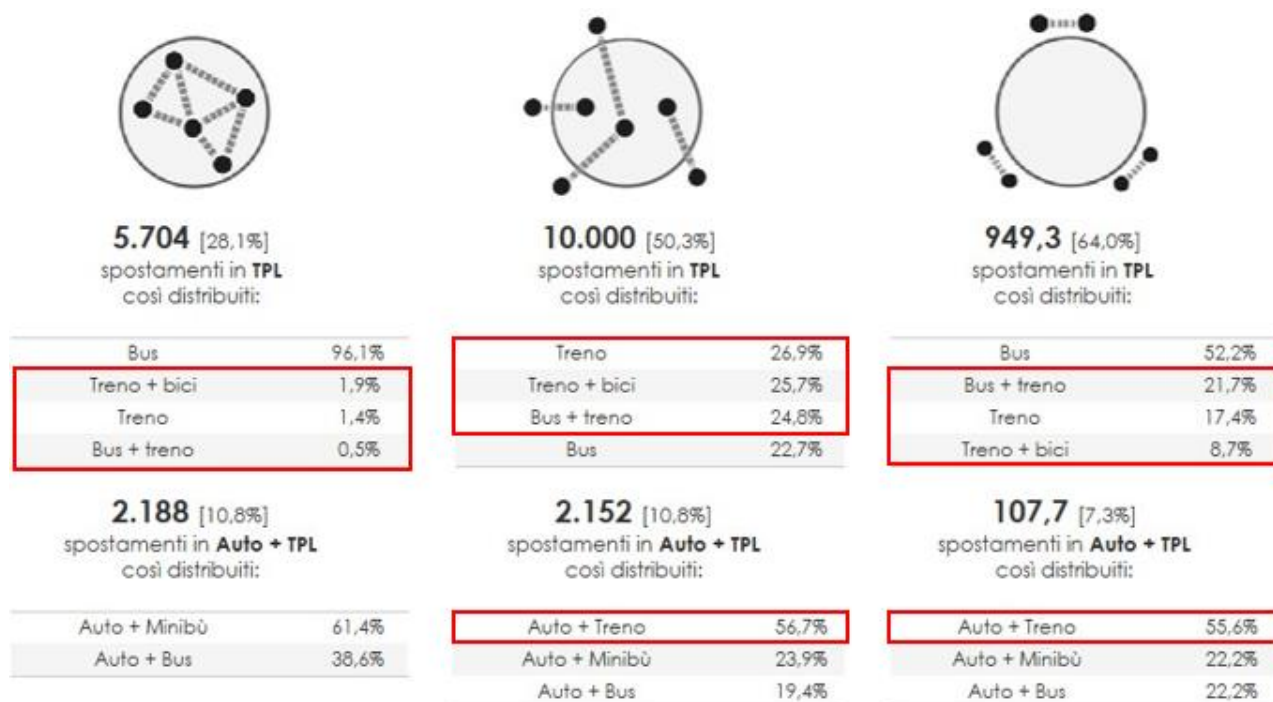 5.704 [28,1%]
spostamenti in TPL
così distribuiti:
Bus 96,1%
Treno + bici 1,9%
Treno 1,4%
Bus + treno 0,5%
2.188 [10,8%]
spostamenti in Auto + TPL
così distribuiti:
Auto + Minibù 61,4%
Auto + Bus 38,6%
10.000 [50,3%]
spostamenti in TPL
così distribuiti:
Treno 26,9%
Treno + bici 25,7%
Bus + treno 24,8%
Bus 22,7%
2.152 [10,8%]
spostamenti in Auto + TPL
così distribuiti:
Auto + Treno 56,7%
Auto + Minibù 23,9%
Auto + Bus 19,4%
949,3 [64,0%]
spostamenti in TPL
così distribuiti:
Bus 52,2%
Bus + treno 21,7%
Treno 17,4%
Treno + bici 8,7%
107,7 [7,3%]
spostamenti in Auto + TPL
così distribuiti:
Auto + Treno 55,6%
Auto + Minibù 22,2%
Auto + Bus 22,2%